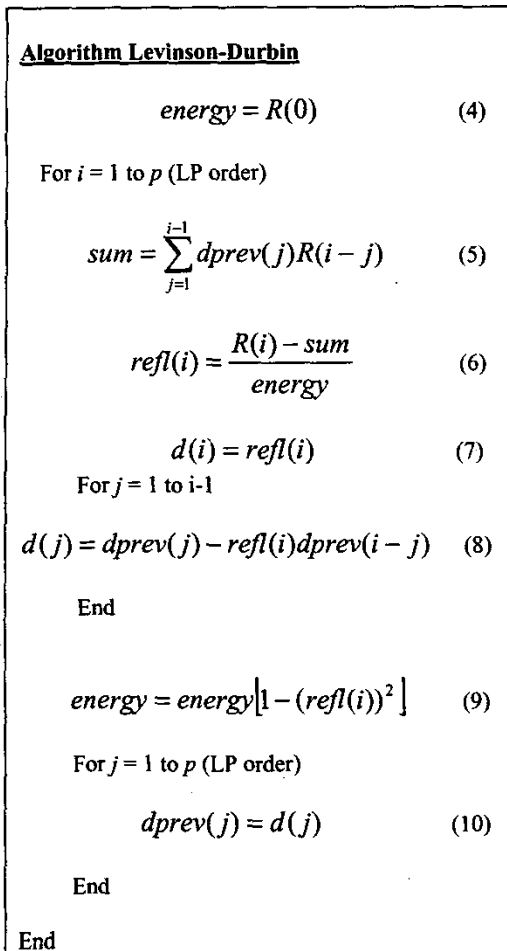 Algorithm Levinson-Durbin
energy = R(0) (4)
For i = 1 to p (LP order)
sum = \sum_{j=1}^{i-1} dprev(j)R(i − j) (5)
refl(i) = \frac{R(i) − sum}{energy} (6)
d(i) = refl(i) (7)
For j = 1 to i-1
d(j) = dprev(j) − refl(i)dprev(i − j) (8)
End
energy = energy⌊1 − (refl(i))² ⌋ (9)
For j = 1 to p (LP order)
dprev(j) = d(j) (10)
End
End